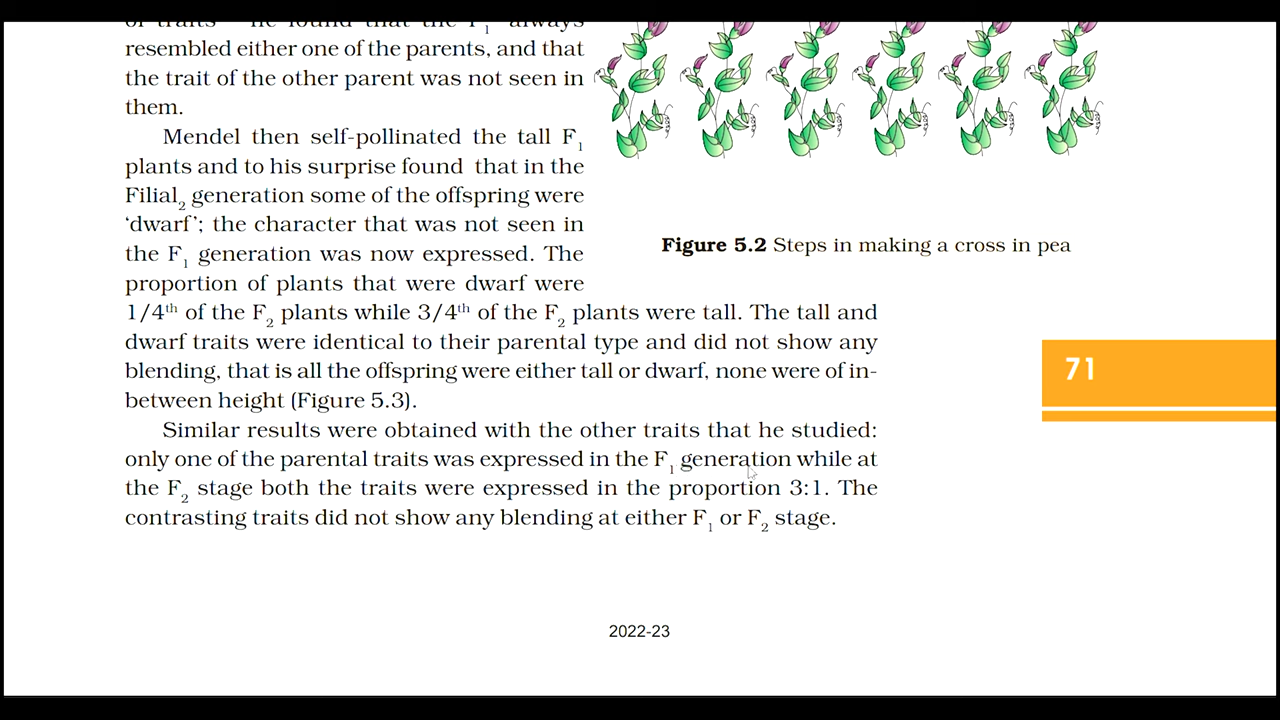 of traits – he found that the F1 always
resembled either one of the parents, and that
the trait of the other parent was not seen in
them.
Mendel then self-pollinated the tall F1
plants and to his surprise found that in the
Filial2 generation some of the offspring were
‘dwarf’; the character that was not seen in
the F1 generation was now expressed. The
proportion of plants that were dwarf were
1/4th of the F2 plants while 3/4th of the F2 plants were tall. The tall and
dwarf traits were identical to their parental type and did not show any
blending, that is all the offspring were either tall or dwarf, none were of in-
between height (Figure 5.3).
Similar results were obtained with the other traits that he studied:
only one of the parental traits was expressed in the F1 generation while at
the F2 stage both the traits were expressed in the proportion 3:1. The
contrasting traits did not show any blending at either F1 or F2 stage.
Figure 5.2 Steps in making a cross in pea
71
2022-23